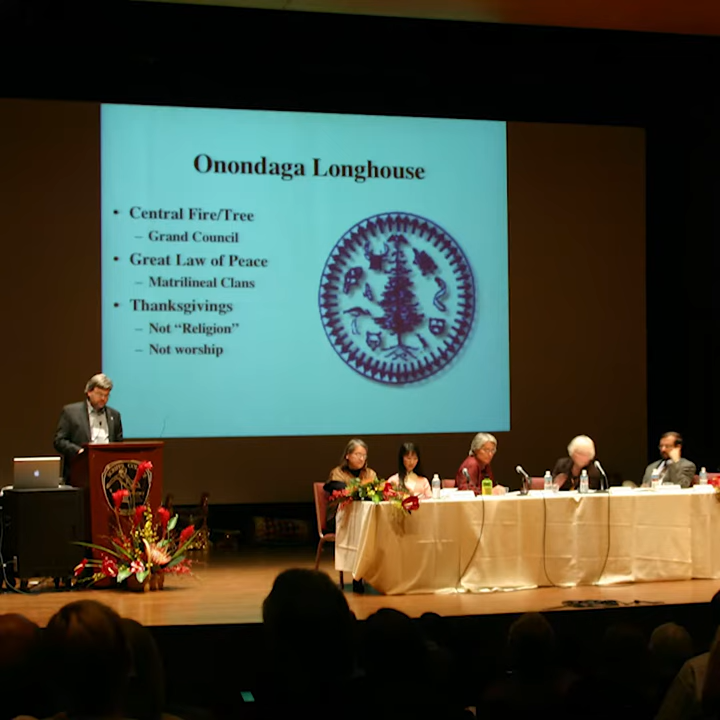 Onondaga Longhouse
• Central Fire/Tree
– Grand Council
• Great Law of Peace
– Matrilineal Clans
• Thanksgivings
– Not “Religion”
– Not worship